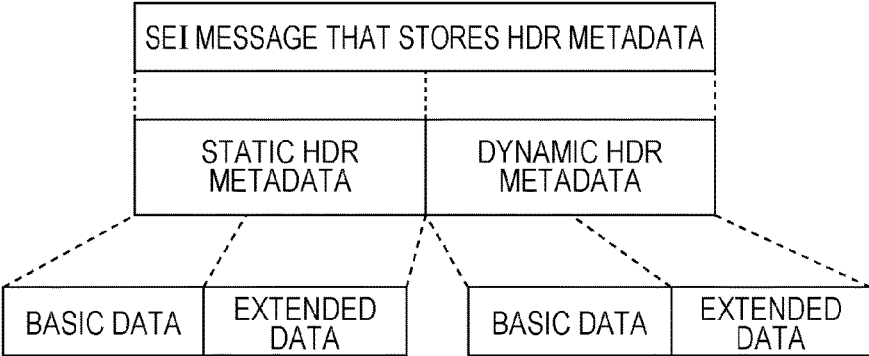 SEI MESSAGE THAT STORES HDR METADATA
STATIC HDR
METADATA
DYNAMIC HDR
METADATA
BASIC DATA
EXTENDED
DATA
BASIC DATA
EXTENDED
DATA